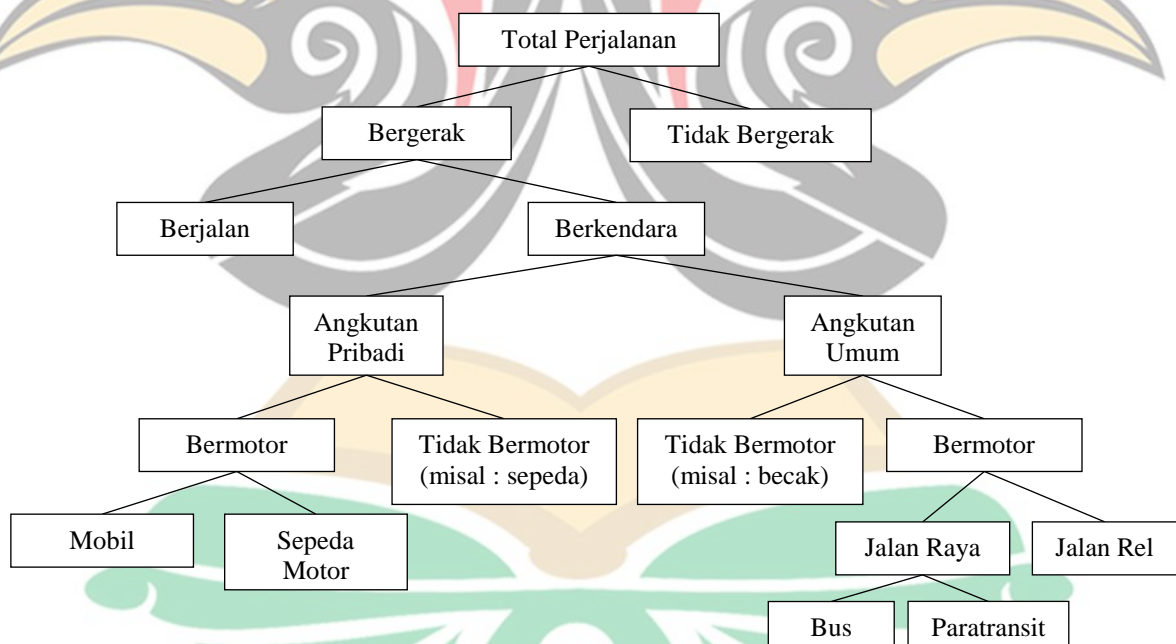 Total Perjalanan
Bergerak
Tidak Bergerak
Berjalan
Berkendara
Angkutan
Pribadi
Angkutan
Umum
Bermotor
Tidak Bermotor
(misal : sepeda)
Tidak Bermotor
(misal : becak)
Bermotor
Mobil
Sepeda
Motor
Jalan Raya
Jalan Rel
Bus
Paratransit